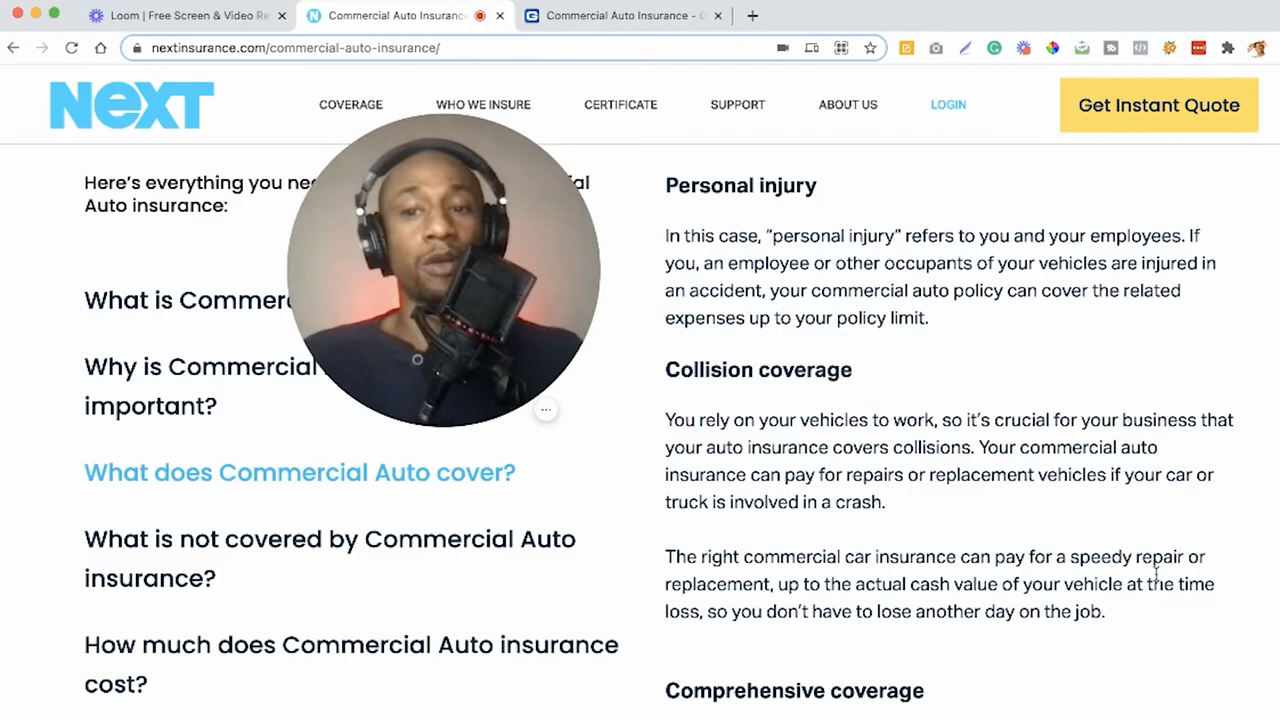 Loom | Free Screen & Video Re
Commercial Auto Insuranc
Commercial Auto Insurance - G
nextinsurance.com/commercial-auto-insurance/
NEXT
COVERAGE
WHO WE INSURE
CERTIFICATE
SUPPORT
ABOUT US
LOGIN
Get Instant Quote
Here's everything you nee
ial
Auto insurance:
What is Commerc
Why is Commercial
important?
What does Commercial Auto cover?
What is not covered by Commercial Auto
insurance?
How much does Commercial Auto insurance
cost?
Personal injury
In this case, “personal injury” refers to you and your employees. If
you, an employee or other occupants of your vehicles are injured in
an accident, your commercial auto policy can cover the related
expenses up to your policy limit.
Collision coverage
You rely on your vehicles to work, so it's crucial for your business that
your auto insurance covers collisions. Your commercial auto
insurance can pay for repairs or replacement vehicles if your car or
truck is involved in a crash.
The right commercial car insurance can pay for a speedy repair or
replacement, up to the actual cash value of your vehicle at the time
loss, so you don't have to lose another day on the job.
Comprehensive coverage